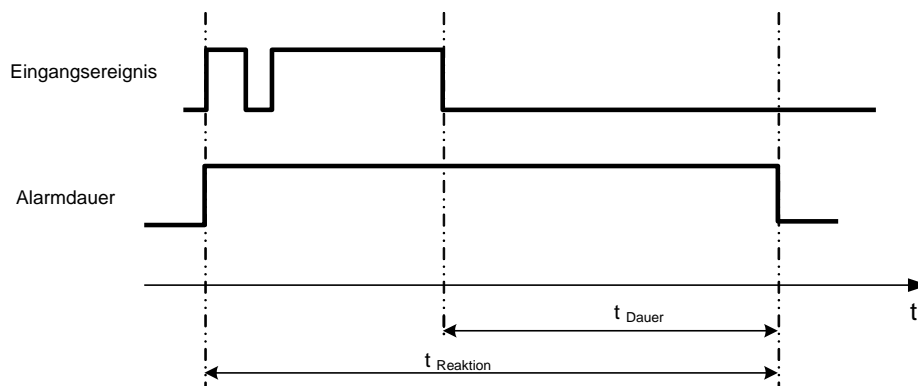 Eingangsereignis
Alarmdauer
t
t Dauer
t Reaktion